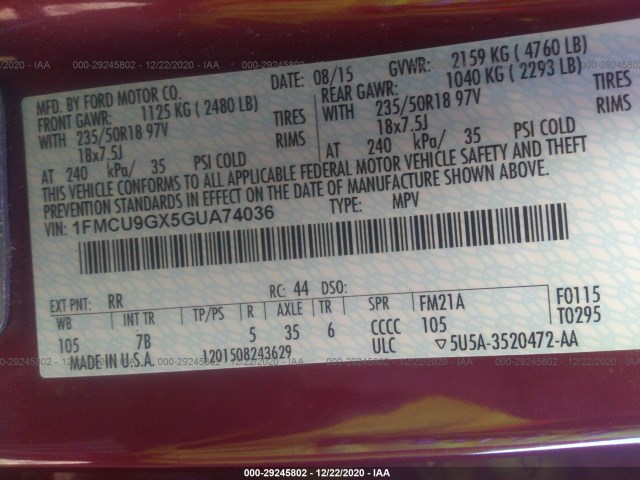 000-29245802 - 12/22/2020 - IAA
MFD. BY FORD MOTOR CO.
DATE: 08/15
GVWR: 2159 KG ( 4760 LB)
FRONT GAWR: 1125 KG ( 2480 LB)
REAR GAWR: 1040 KG ( 2293 LB)
WITH 235/50R18 97V TIRES
WITH 235/50R18 97V TIRES
18x7.5J RIMS
18x7.5J RIMS
AT 240 kPa/ 35 PSI COLD
AT 240 kPa/ 35 PSI COLD
THIS VEHICLE CONFORMS TO ALL APPLICABLE FEDERAL MOTOR VEHICLE SAFETY AND THEFT
PREVENTION STANDARDS IN EFFECT ON THE DATE OF MANUFACTURE SHOWN ABOVE.
VIN: 1FMCU9GX5GUA74036
TYPE: MPV
EXT PNT: RR RC: 44 DSO:
WB INT TR TP/PS R AXLE TR SPR FM21A F0115
105 7B 5 35 6 CCCC 105 T0295
MADE IN U.S.A. 1201508243629 ULC ▽5U5A-3520472-AA
000-29245802 - 12/22/2020 - IAA